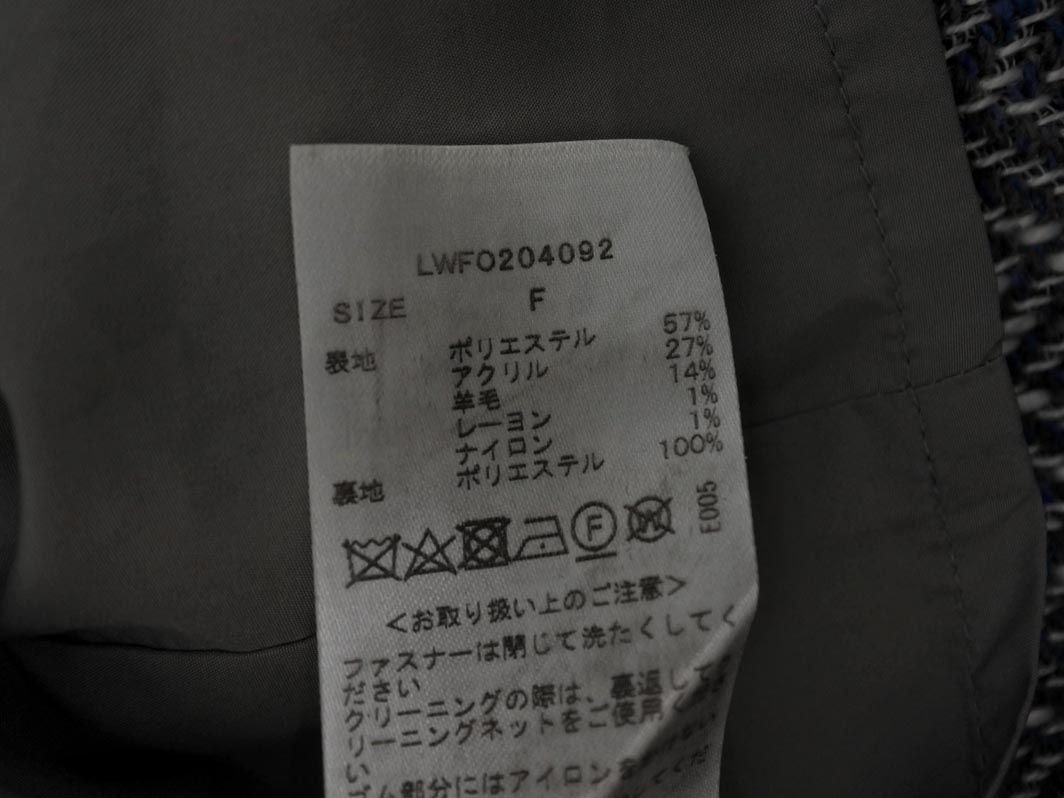 LWFO204092
SIZE F
表地 ポリエステル 57%
アクリル 27%
羊毛 14%
レーヨン 1%
ナイロン 1%
裏地 ポリエステル 100%
E005
F
W
<お取り扱い上のご注意>
ファスナーは閉じて洗たくしてく
ださい
クリーニングの際は、裏返して
リーニングネットをご使用く
い
ゴム部分にはアイロンを